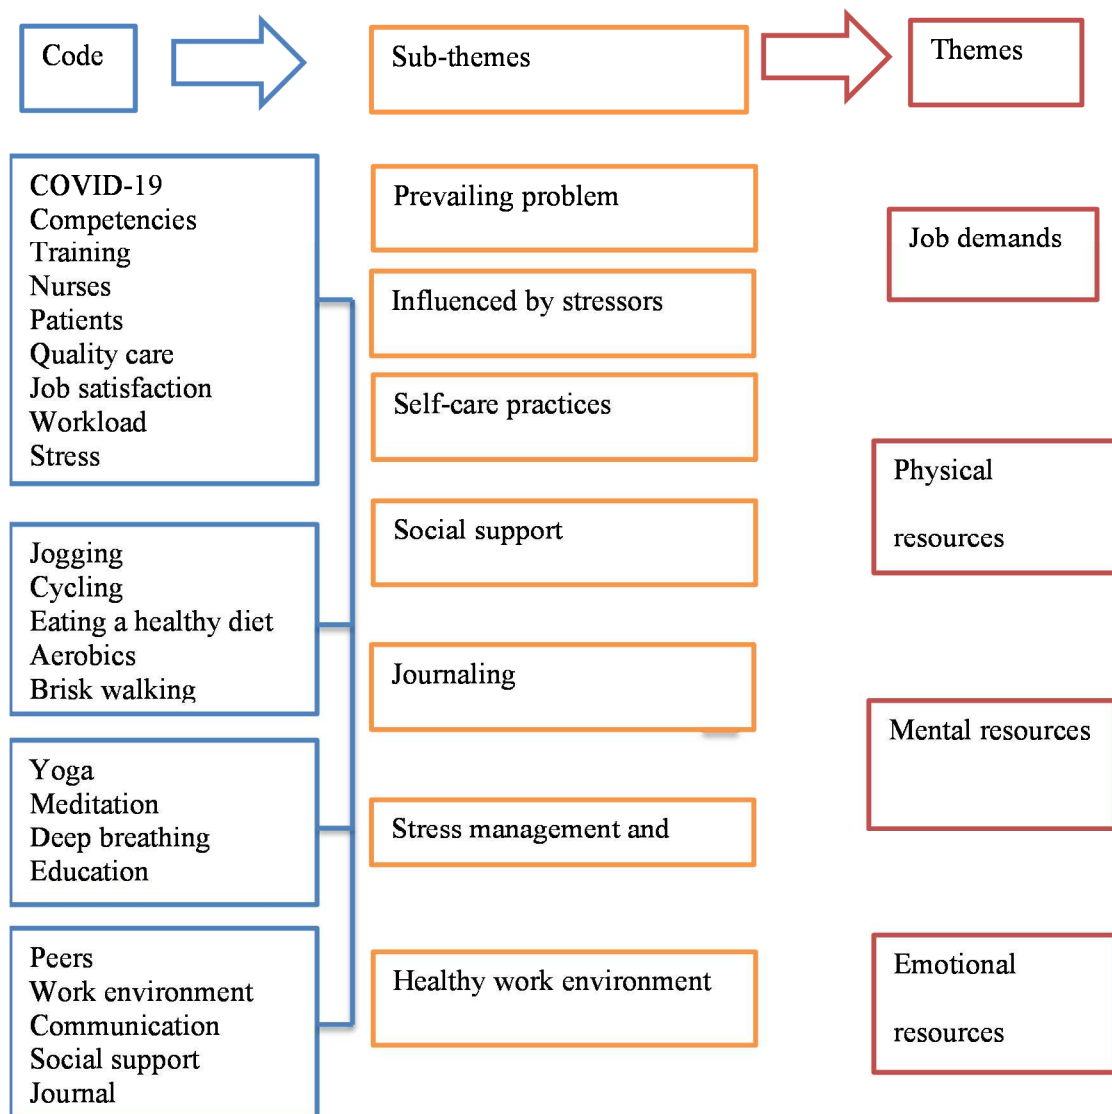 Code
Sub-themes
Themes
COVID-19
Competencies
Training
Nurses
Patients
Quality care
Job satisfaction
Workload
Stress
Jogging
Cycling
Eating a healthy diet
Aerobics
Brisk walking
Yoga
Meditation
Deep breathing
Education
Peers
Work environment
Communication
Social support
Journal
Prevailing problem
Influenced by stressors
Self-care practices
Social support
Journaling
Stress management and
Healthy work environment
Job demands
Physical
resources
Mental resources
Emotional
resources